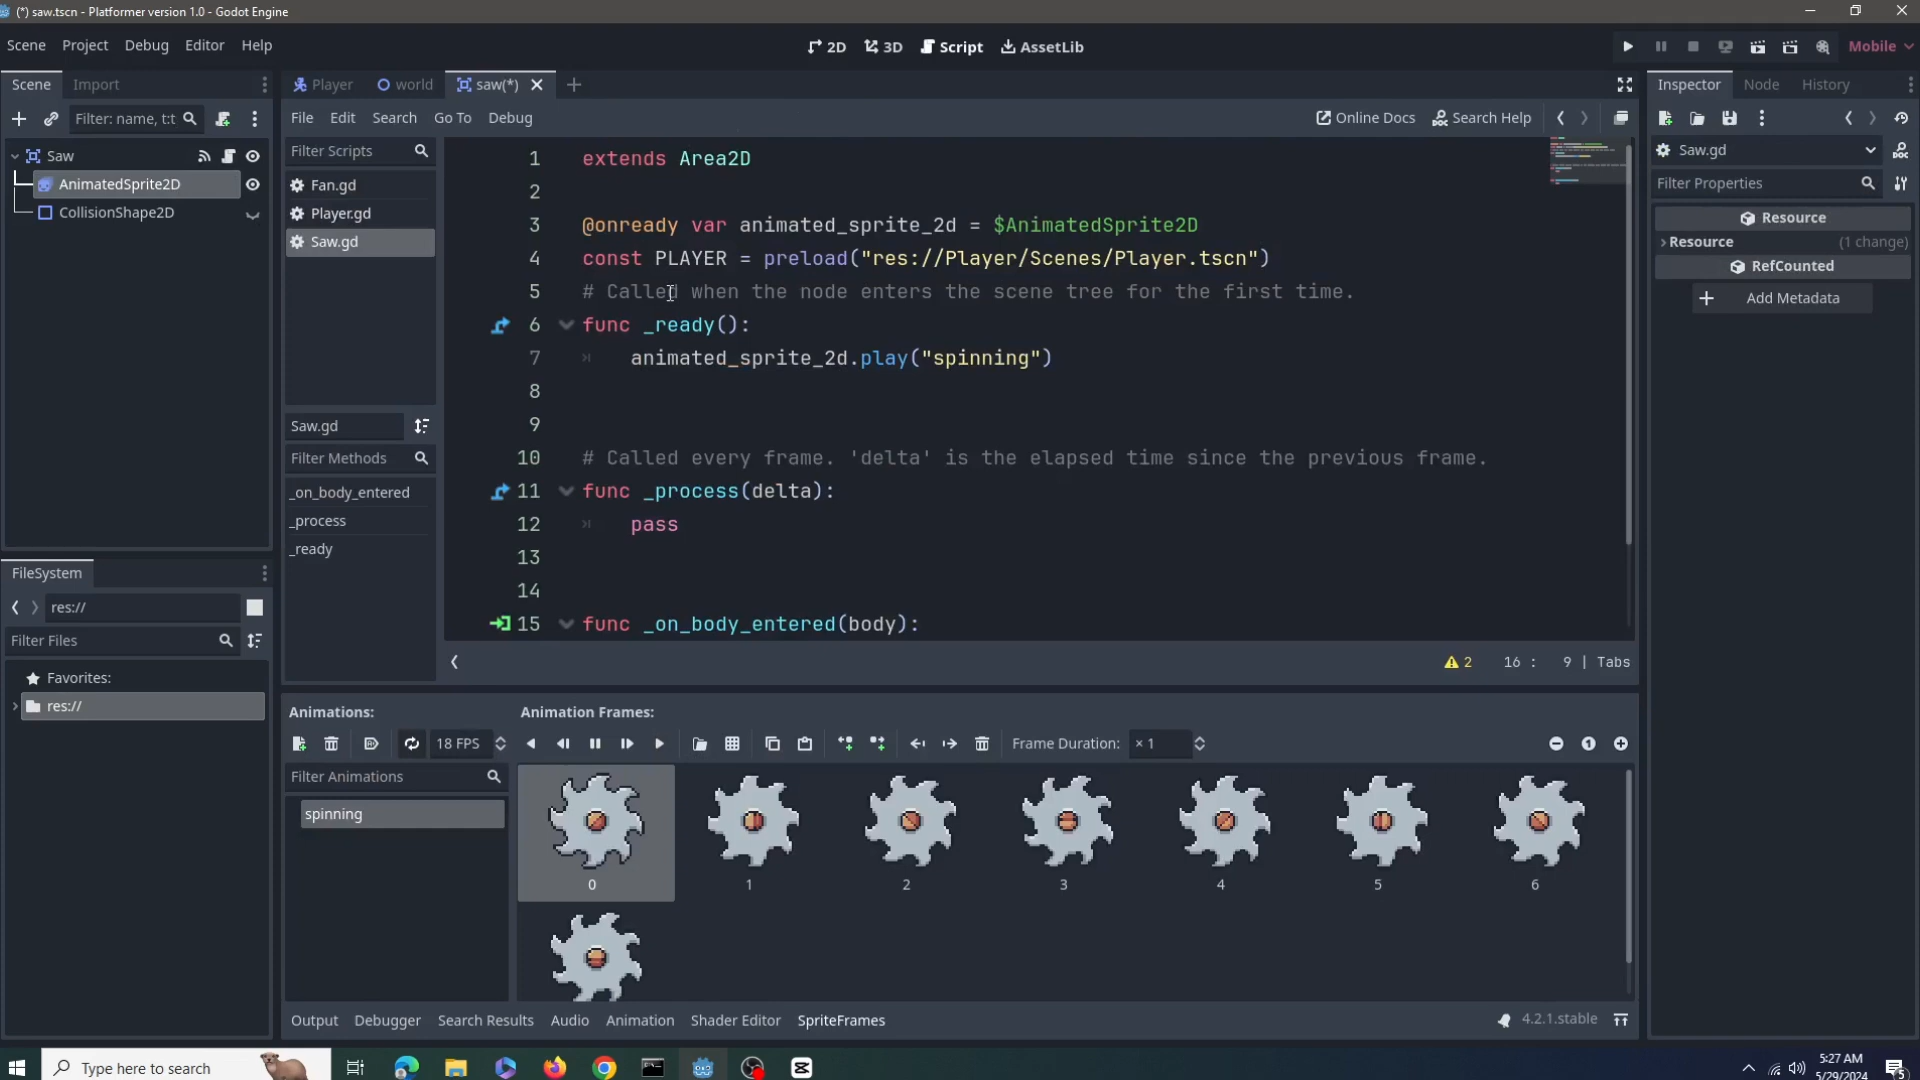 (*) saw.tscn - Platformer version 1.0 - Godot Engine
Scene Project Debug Editor Help
2D 3D Script AssetLib
Mobile
Scene Import
Player world saw(*)
Inspector Node History
Filter: name, t:t
File Edit Search Go To Debug
Online Docs Search Help
Saw
AnimatedSprite2D
CollisionShape2D
Filter Scripts
Fan.gd
Player.gd
Saw.gd
Saw.gd
Filter Methods
_on_body_entered
_process
_ready
1 extends Area2D
2
3 @onready var animated_sprite_2d = $AnimatedSprite2D
4 const PLAYER = preload("res://Player/Scenes/Player.tscn")
5 # Called when the node enters the scene tree for the first time.
6 func _ready():
7 animated_sprite_2d.play("spinning")
8
9
10 # Called every frame. 'delta' is the elapsed time since the previous frame.
11 func _process(delta):
12 pass
13
14
15 func _on_body_entered(body):
2 16 : 9 | Tabs
Saw.gd
Filter Properties
Resource
Resource (1 change)
RefCounted
Add Metadata
FileSystem
res://
Filter Files
Favorites:
res://
Animations:
18 FPS
Filter Animations
spinning
Animation Frames:
Frame Duration: × 1
0 1 2 3 4 5 6
Output Debugger Search Results Audio Animation Shader Editor SpriteFrames
4.2.1.stable
Type here to search
5:27 AM
5/29/2024
5